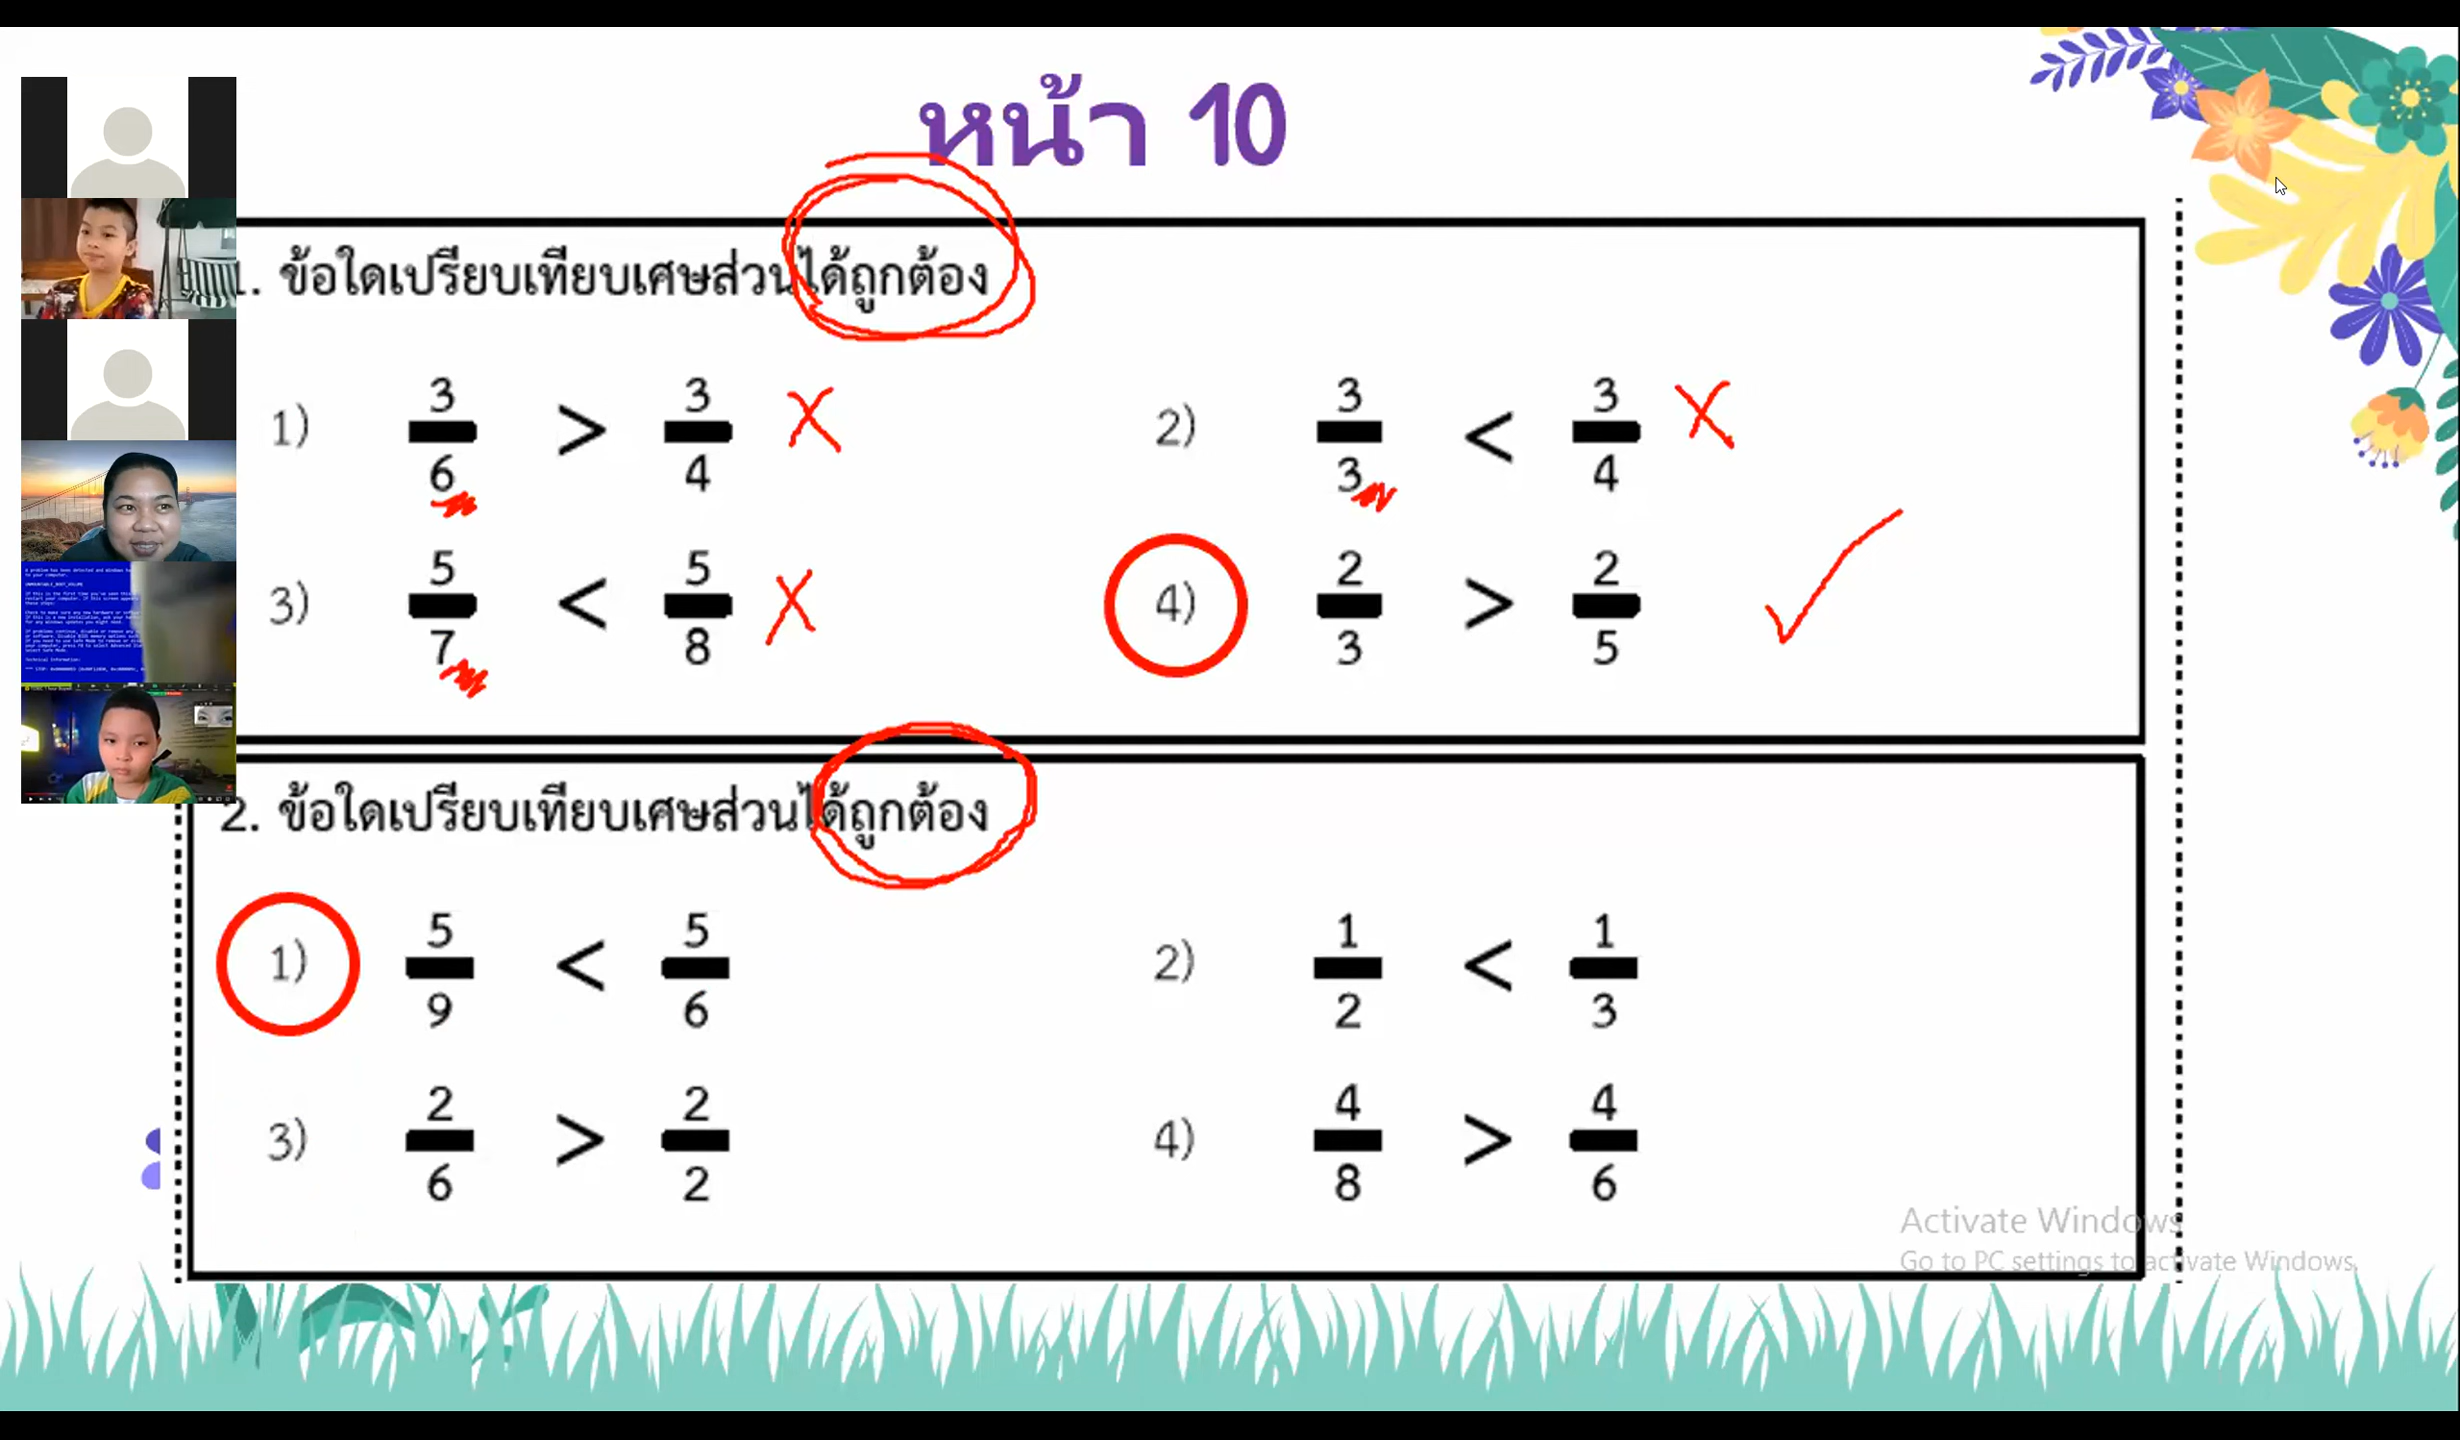 หน้า 10
1. ข้อใดเปรียบเทียบเศษส่วนได้ถูกต้อง
1) 3/6 > 3/4 X
2) 3/3 < 3/4 X
3) 5/7 < 5/8 X
4) 2/3 > 2/5 ✓
2. ข้อใดเปรียบเทียบเศษส่วนได้ถูกต้อง
1) 5/9 < 5/6
2) 1/2 < 1/3
3) 2/6 > 2/2
4) 4/8 > 4/6
Activate Windows
Go to PC settings to activate Windows.